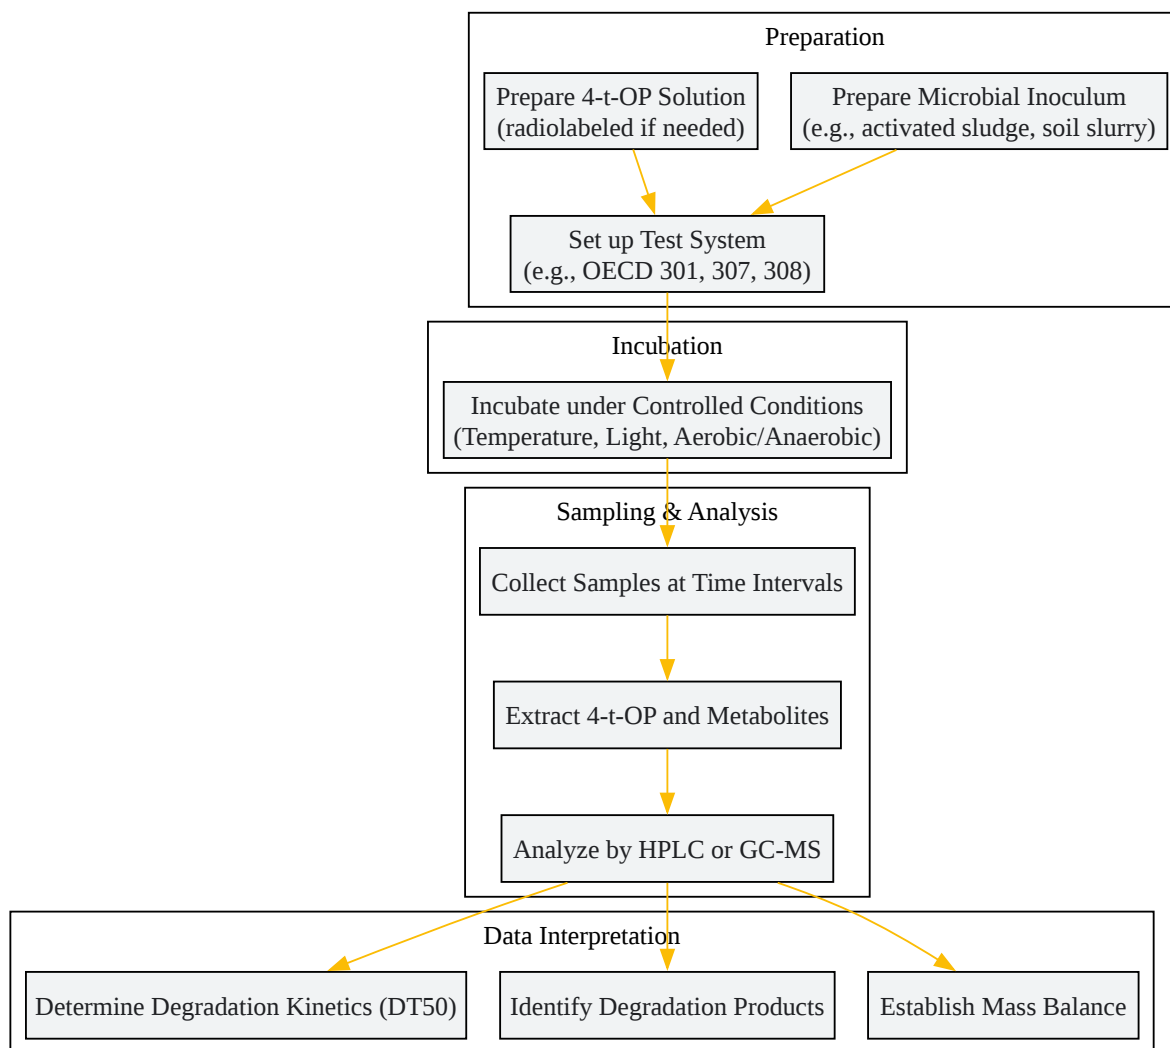 Preparation
Prepare 4-t-OP Solution
(radiolabeled if needed)
Prepare Microbial Inoculum
(e.g., activated sludge, soil slurry)
Set up Test System
(e.g., OECD 301, 307, 308)
Incubation
Incubate under Controlled Conditions
(Temperature, Light, Aerobic/Anaerobic)
Sampling & Analysis
Collect Samples at Time Intervals
Extract 4-t-OP and Metabolites
Analyze by HPLC or GC-MS
Data Interpretation
Determine Degradation Kinetics (DT50)
Identify Degradation Products
Establish Mass Balance